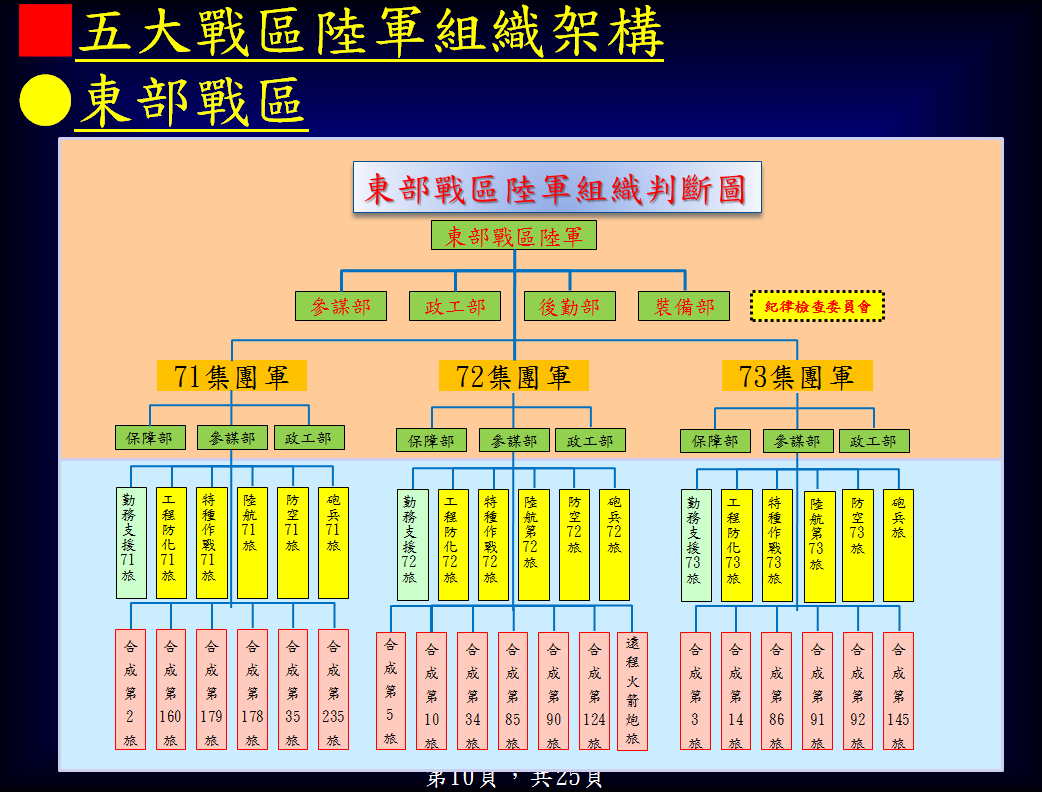 五大戰區陸軍組織架構
東部戰區
東部戰區陸軍組織判斷圖
東部戰區陸軍
參謀部
政工部
後勤部
裝備部
紀律檢查委員會
71集團軍
72集團軍
73集團軍
保障部
參謀部
政工部
保障部
參謀部
政工部
保障部
參謀部
政工部
勤務支援71旅
工程防化71旅
特種作戰71旅
陸航71旅
防空71旅
砲兵71旅
勤務支援72旅
工程防化72旅
特種作戰72旅
陸航第72旅
防空72旅
砲兵72旅
勤務支援73旅
工程防化73旅
特種作戰73旅
陸航第73旅
防空73旅
砲兵旅
合成第2旅
合成第160旅
合成第179旅
合成第178旅
合成第35旅
合成第235旅
合成第5旅
合成第10旅
合成第34旅
合成第85旅
合成第90旅
合成第124旅
遠程火箭炮旅
合成第3旅
合成第14旅
合成第86旅
合成第91旅
合成第92旅
合成第145旅
第10頁，共25頁